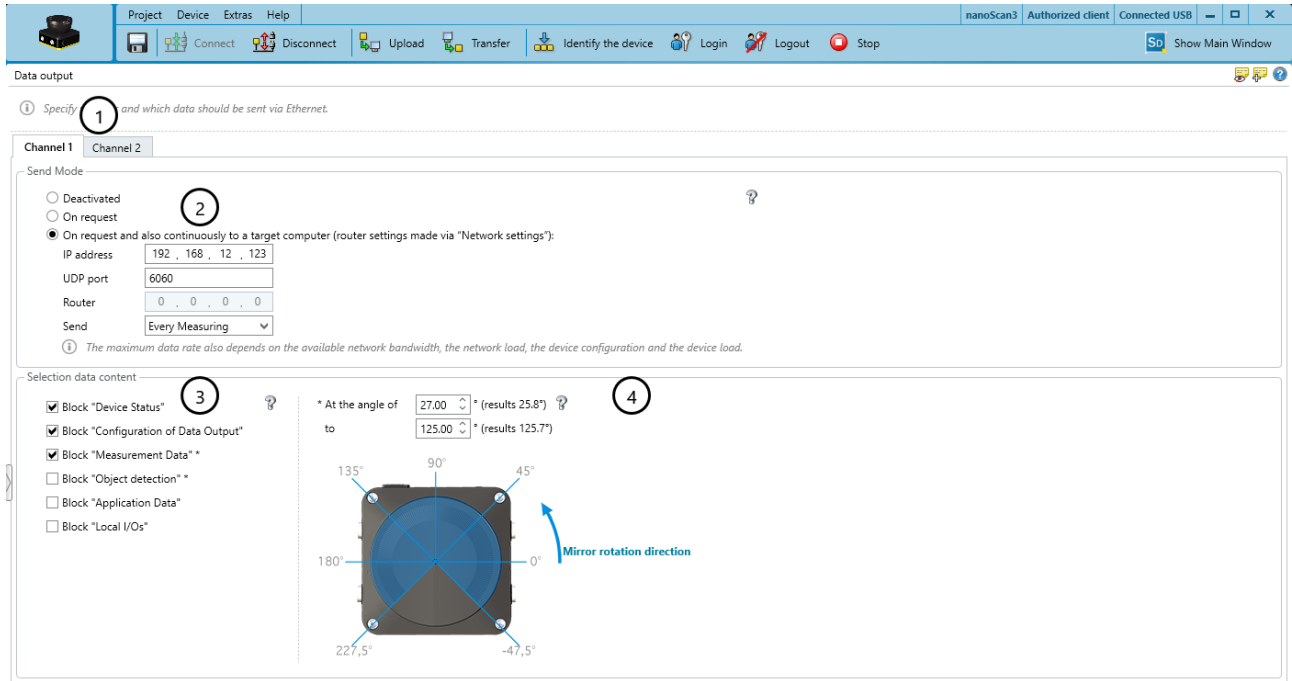 Project Device Extras Help nanoScan3 Authorized client Connected USB
Connect Disconnect Upload Transfer Identify the device Login Logout Stop SD Show Main Window
Data output
Specify and which data should be sent via Ethernet.
1
Channel 1 Channel 2
Send Mode
Deactivated
2
On request
On request and also continuously to a target computer (router settings made via "Network settings"):
IP address 192 . 168 . 12 . 123
UDP port 6060
Router 0 . 0 . 0 . 0
Send Every Measuring
The maximum data rate also depends on the available network bandwidth, the network load, the device configuration and the device load.
Selection data content
3
4
Block "Device Status" * At the angle of 27.00 ° (results 25.8°)
Block "Configuration of Data Output" to 125.00 ° (results 125.7°)
Block "Measurement Data" *
Block "Object detection" *
Block "Application Data"
Block "Local I/Os"
90°
135° 45°
Mirror rotation direction
180° 0°
227,5° -47,5°